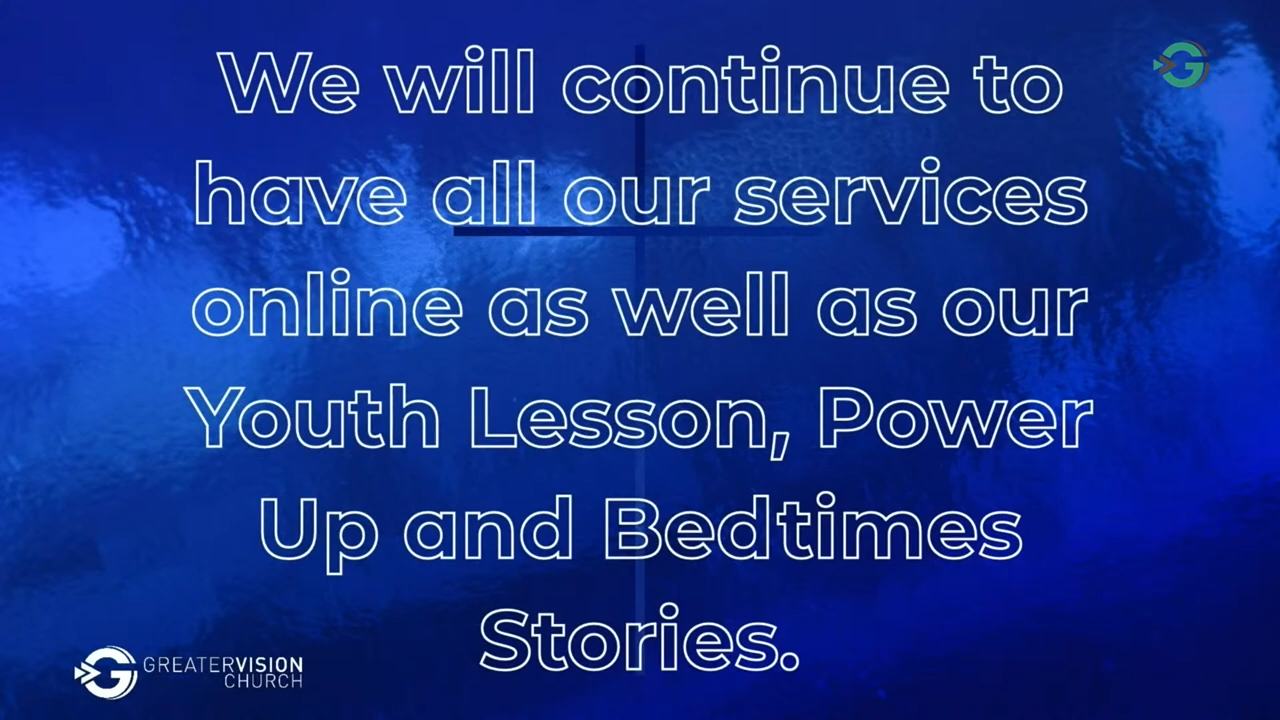 We will continue to
have all our services
online as well as our
Youth Lesson, Power
Up and Bedtimes
Stories.
GREATERVISION
CHURCH